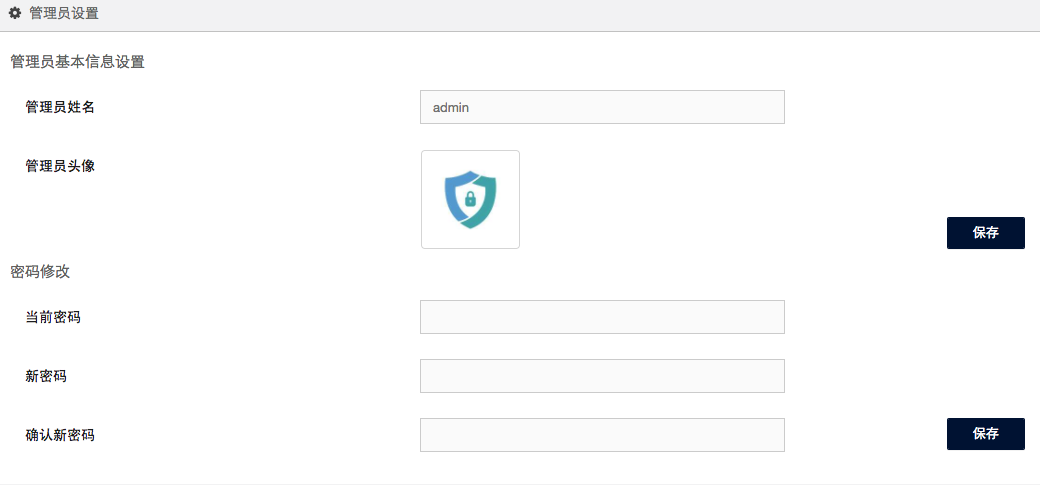 管理员设置
管理员基本信息设置
管理员姓名
admin
管理员头像
保存
密码修改
当前密码
新密码
确认新密码
保存